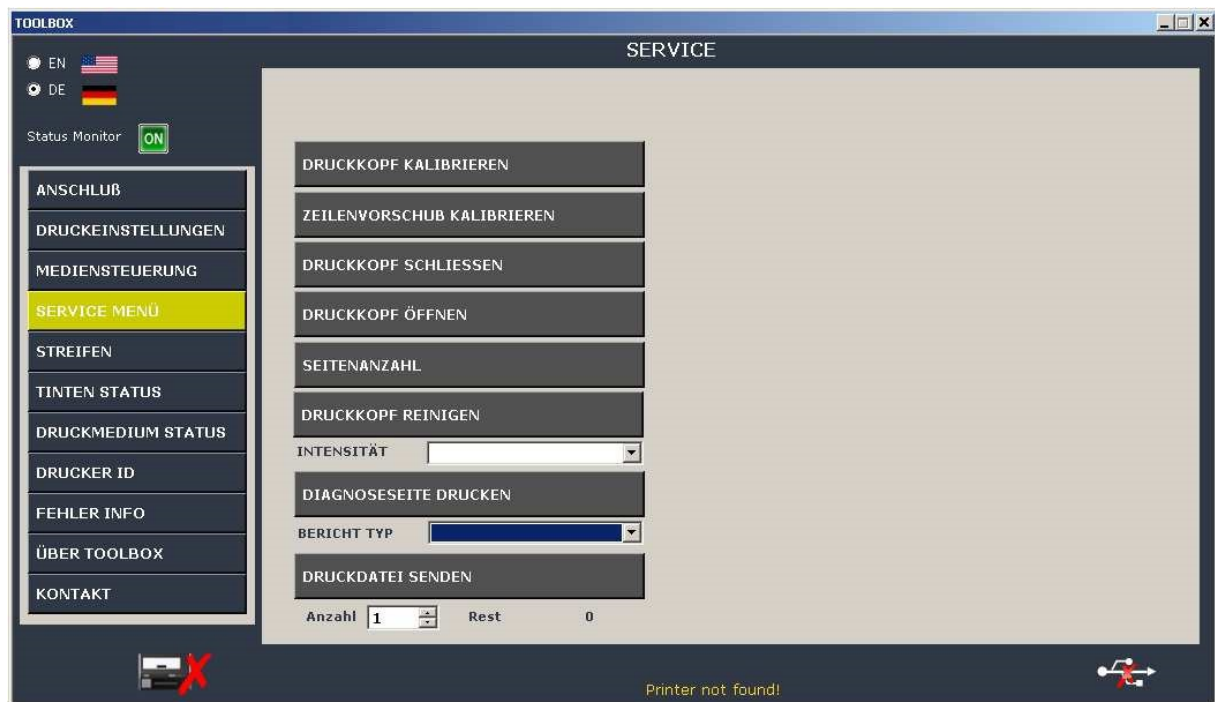 TOOLBOX
SERVICE
EN
DE
Status Monitor ON
ANSCHLUß
DRUCKEINSTELLUNGEN
MEDIENSTEUERUNG
SERVICE MENÜ
STREIFEN
TINTEN STATUS
DRUCKMEDIUM STATUS
DRUCKER ID
FEHLER INFO
ÜBER TOOLBOX
KONTAKT
DRUCKKOPF KALIBRIEREN
ZEILENVORSCHUB KALIBRIEREN
DRUCKKOPF SCHLIESSEN
DRUCKKOPF ÖFFNEN
SEITENANZAHL
DRUCKKOPF REINIGEN
INTENSITÄT
DIAGNOSESEITE DRUCKEN
BERICHT TYP
DRUCKDATEI SENDEN
Anzahl 1 Rest 0
Printer not found!